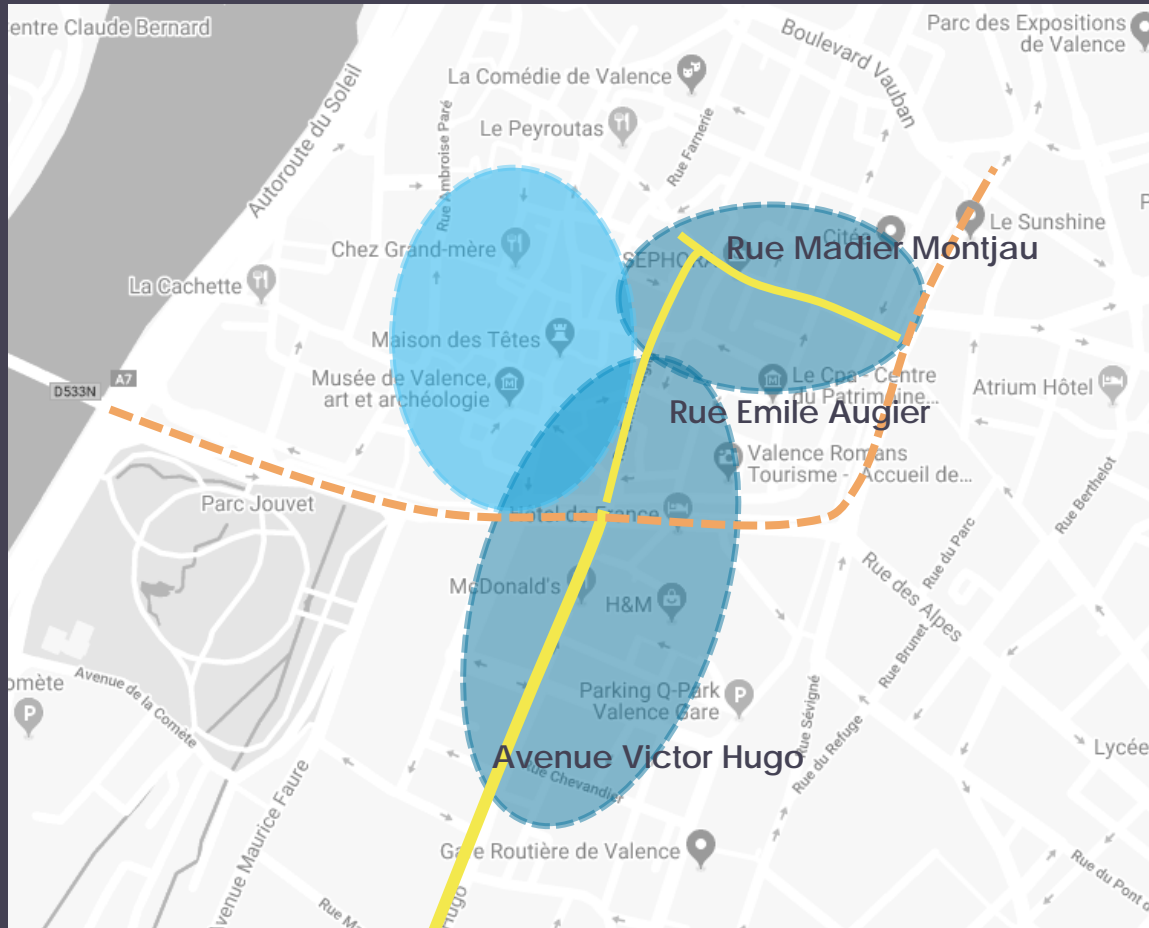 entre Claude Bernard
Parc des Expositions
de Valence
Boulevard Vauban
La Comédie de Valence
Autoroute du Soleil
Rue Ambroise Paré
Le Peyroutas
Rue Farnerie
Le Sunshine
Citéa
Chez Grand-mère
SEPHORA
Rue Madier Montjau
La Cachette
Maison des Têtes
A7
D533N
Musée de Valence,
art et archéologie
Le Cpa - Centre
du Patrimoine...
Atrium Hôtel
Rue Emile Augier
Valence Romans
Tourisme - Accueil de...
Parc Jouvet
Hôtel de France
Rue Berthelot
Rue du Parc
McDonald's
H&M
Rue des Alpes
Rue Brunet
omète
P
Avenue de la Comète
Parking Q-Park
Valence Gare
P
Rue Sévigné
Rue du Refuge
Lycée
Avenue Victor Hugo
Rue Chevandier
Avenue Maurice Faure
Gare Routière de Valence
Hugo
Rue du Pont d
Rue Ma